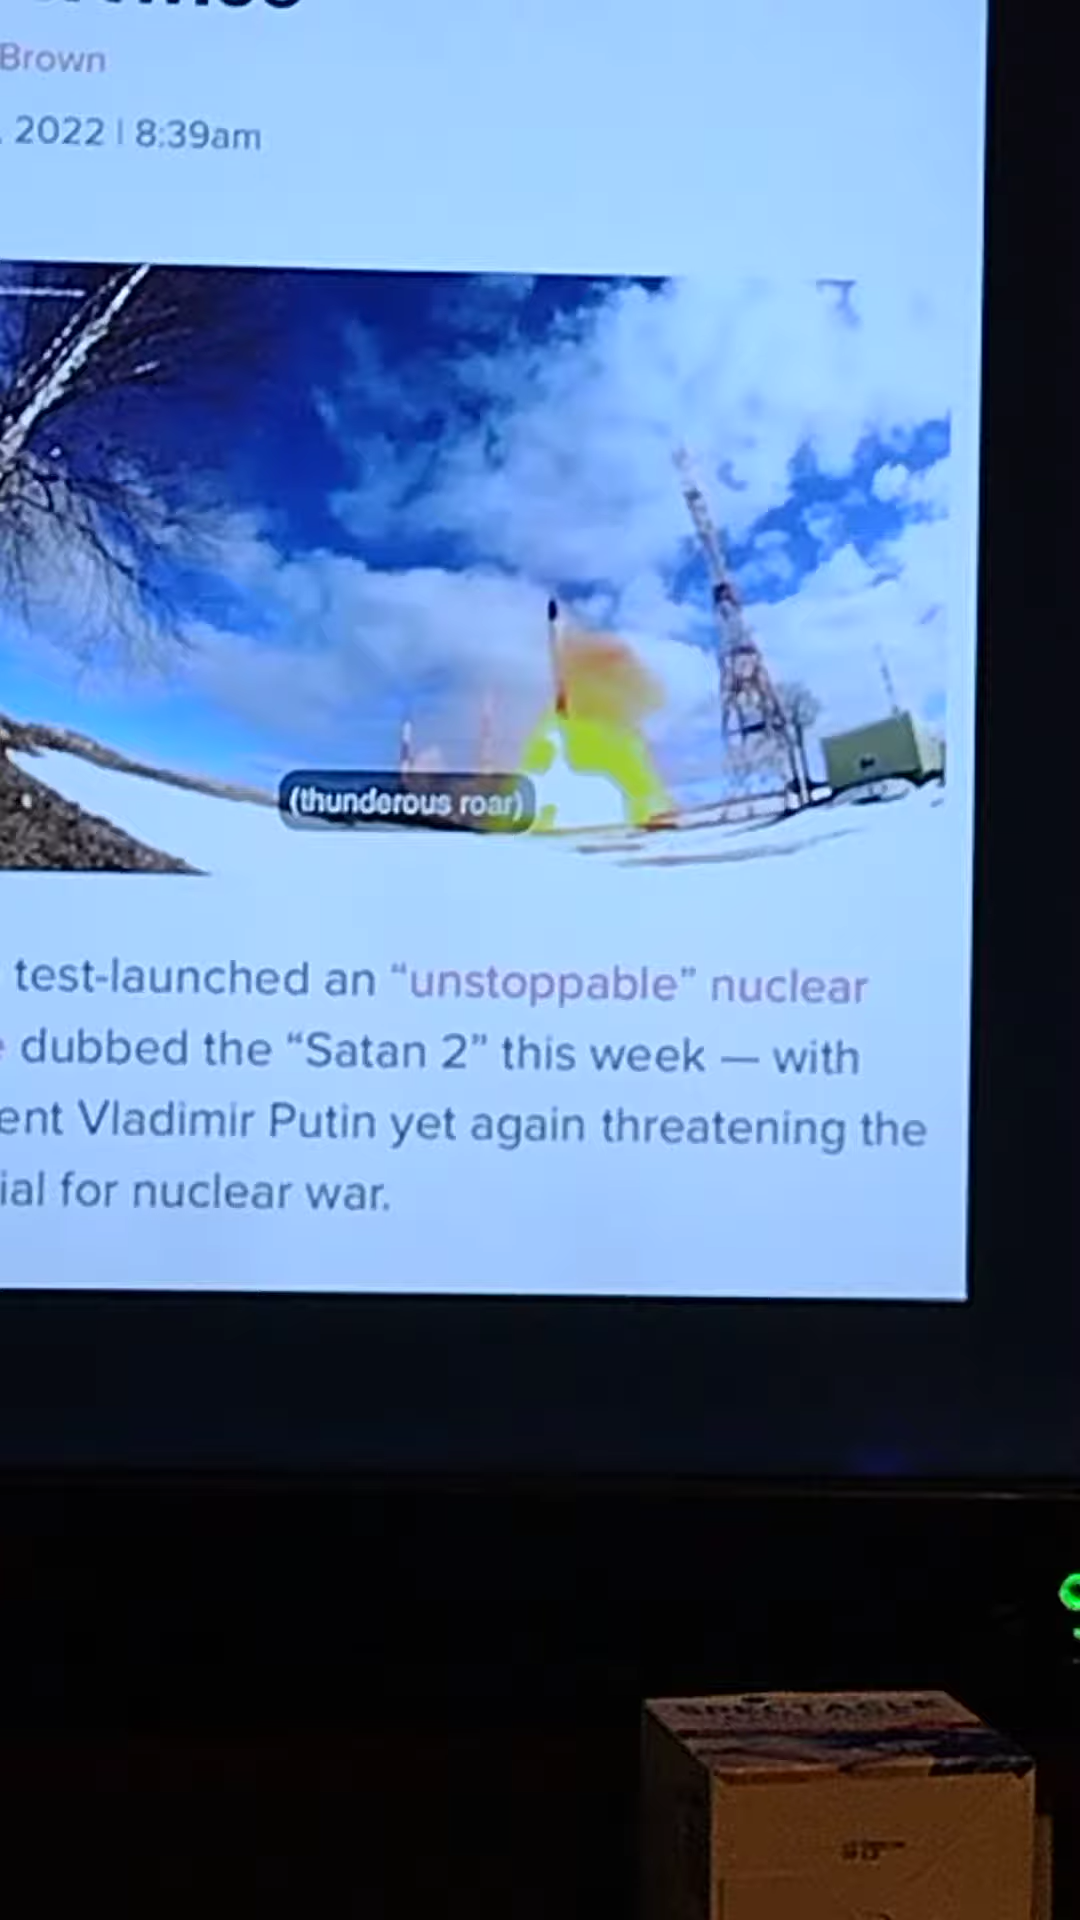 Brown
2022 | 8:39am
(thunderous roar)
test-launched an “unstoppable” nuclear
dubbed the “Satan 2” this week — with
ent Vladimir Putin yet again threatening the
ial for nuclear war.
SPECTACLE